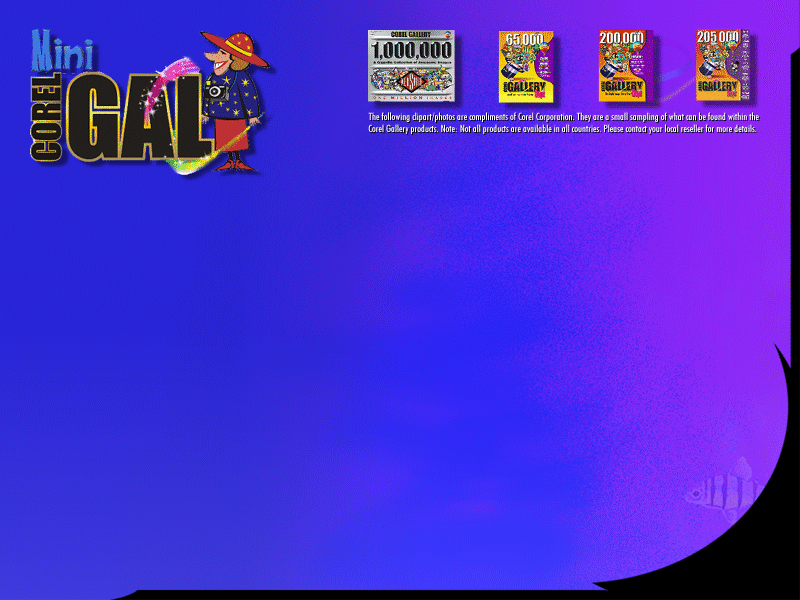 Mini
COREL
GAL
COREL GALLERY
1,000,000
ONE MILLION IMAGES
65,000
GALLERY
200,000
GALLERY
205,000
GALLERY
The following clipart/photos are compliments of Corel Corporation. They are a small sampling of what can be found within the
Corel Gallery products. Note: Not all products are available in all countries. Please contact your local reseller for more details.